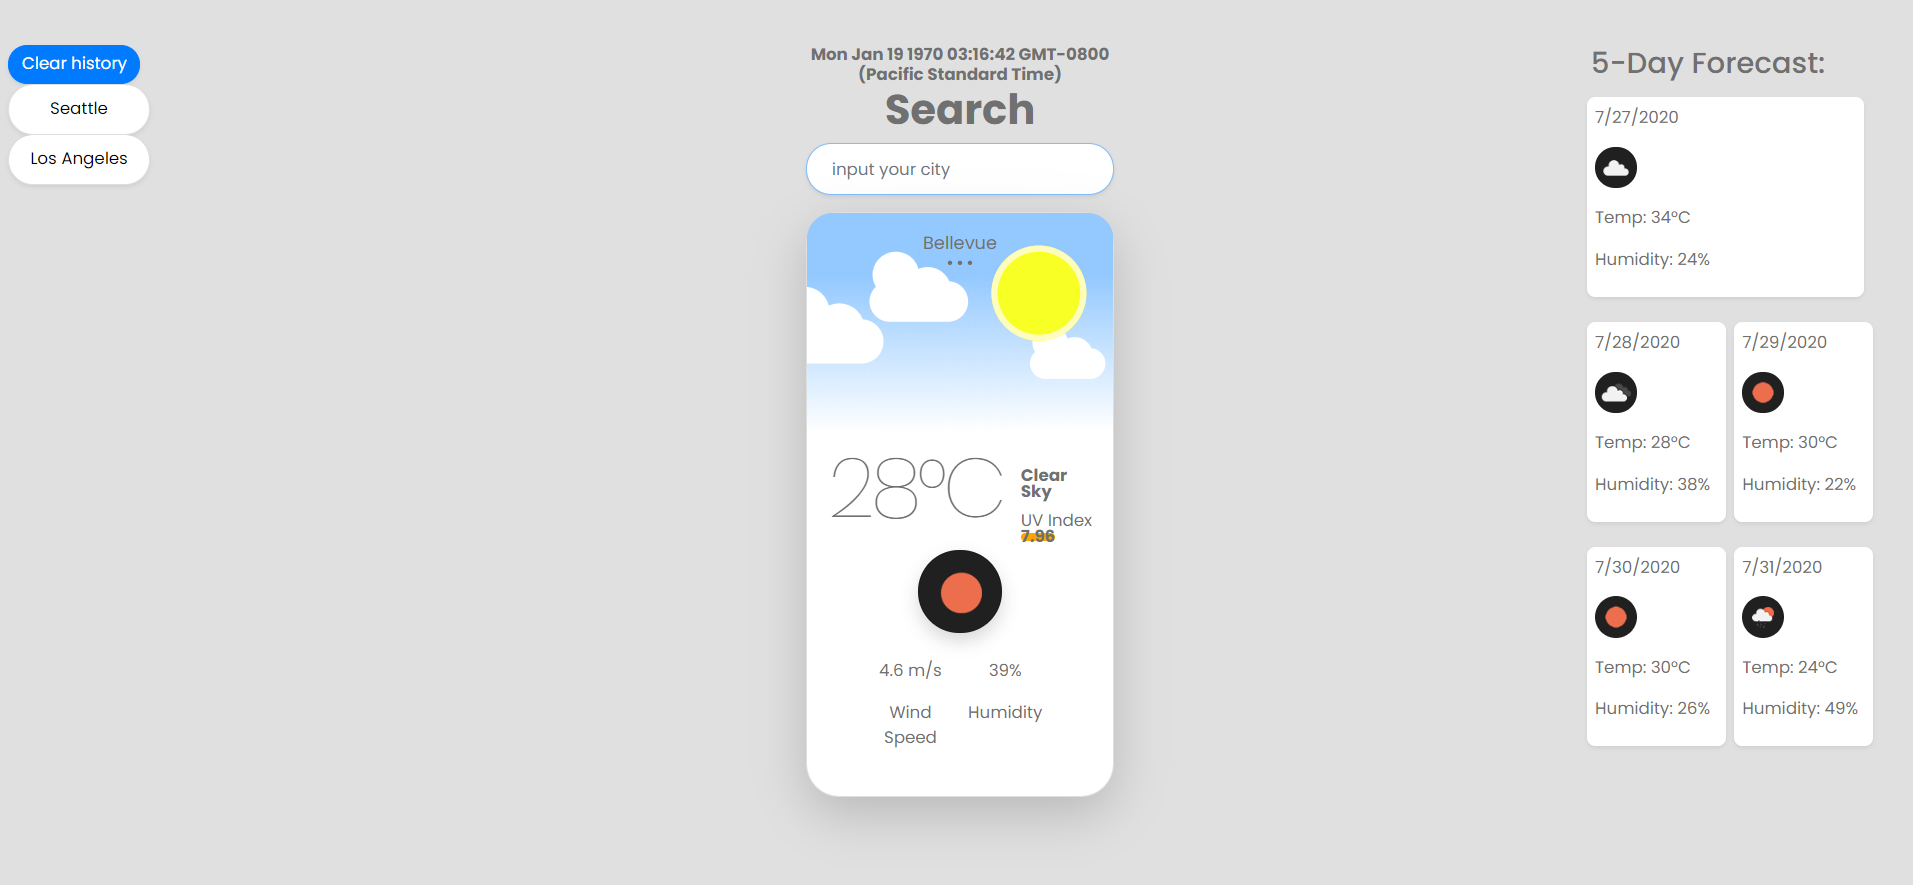 Clear history
Seattle
Los Angeles
Mon Jan 19 1970 03:16:42 GMT-0800
(Pacific Standard Time)
Search
input your city
Bellevue
28°C
Clear
Sky
UV Index
7.96
4.6 m/s
39%
Wind
Speed
Humidity
5-Day Forecast:
7/27/2020
Temp: 34°C
Humidity: 24%
7/28/2020
Temp: 28°C
Humidity: 38%
7/29/2020
Temp: 30°C
Humidity: 22%
7/30/2020
Temp: 30°C
Humidity: 26%
7/31/2020
Temp: 24°C
Humidity: 49%